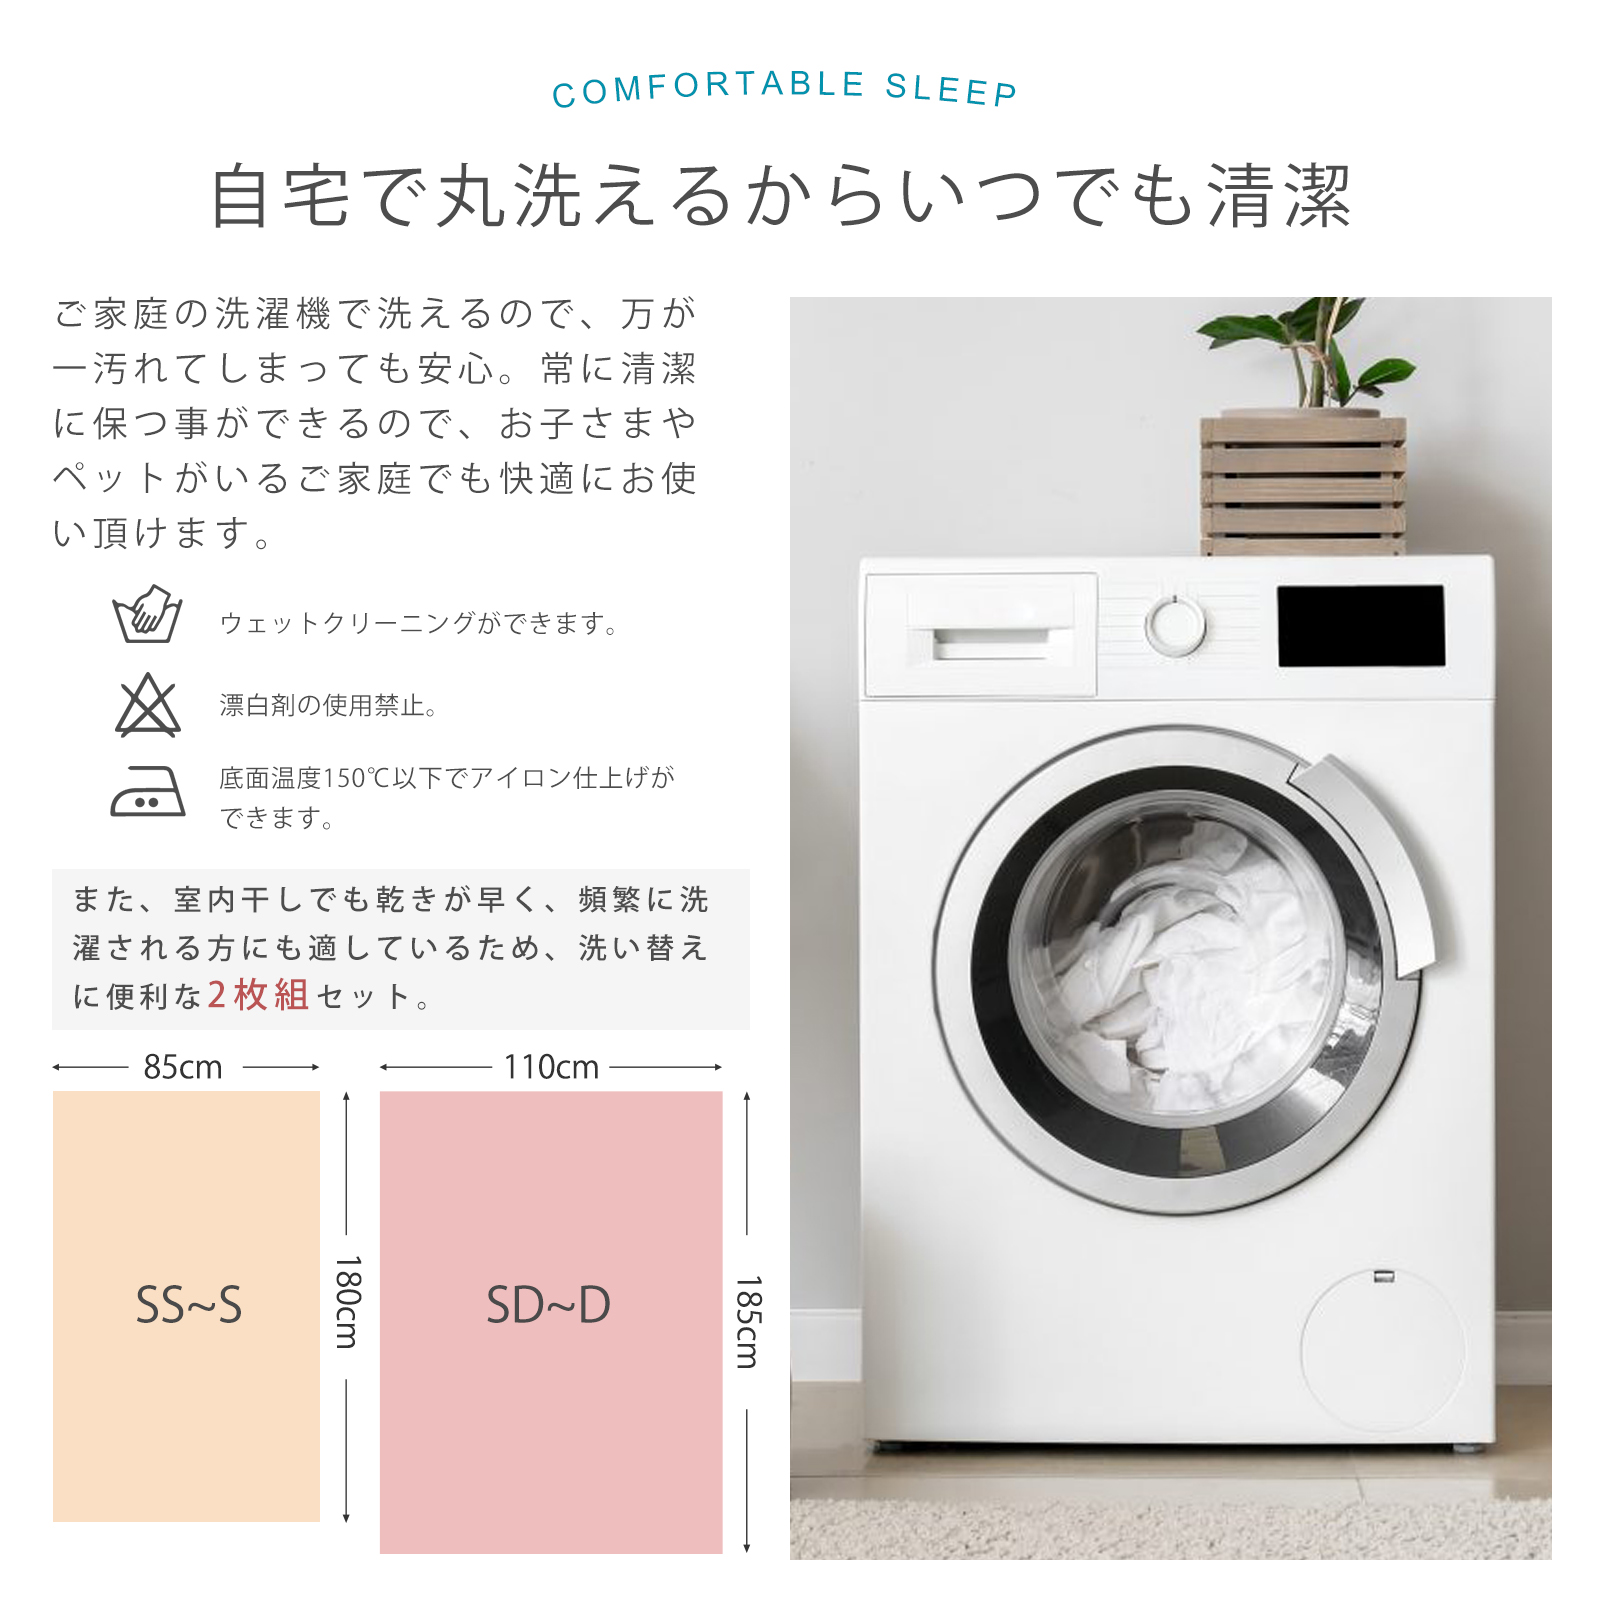 COMFORTABLE SLEEP
自宅で丸洗えるからいつでも清潔
ご家庭の洗濯機で洗えるので、万が
一汚れてしまっても安心。常に清潔
に保つ事ができるので、お子さまや
ペットがいるご家庭でも快適にお使
い頂けます。
ウェットクリーニングができます。
漂白剤の使用禁止。
底面温度150℃以下でアイロン仕上げが
できます。
また、室内干しでも乾きが早く、頻繁に洗
濯される方にも適しているため、洗い替え
に便利な2枚組セット。
85cm
110cm
SS~S
180cm
SD~D
185cm